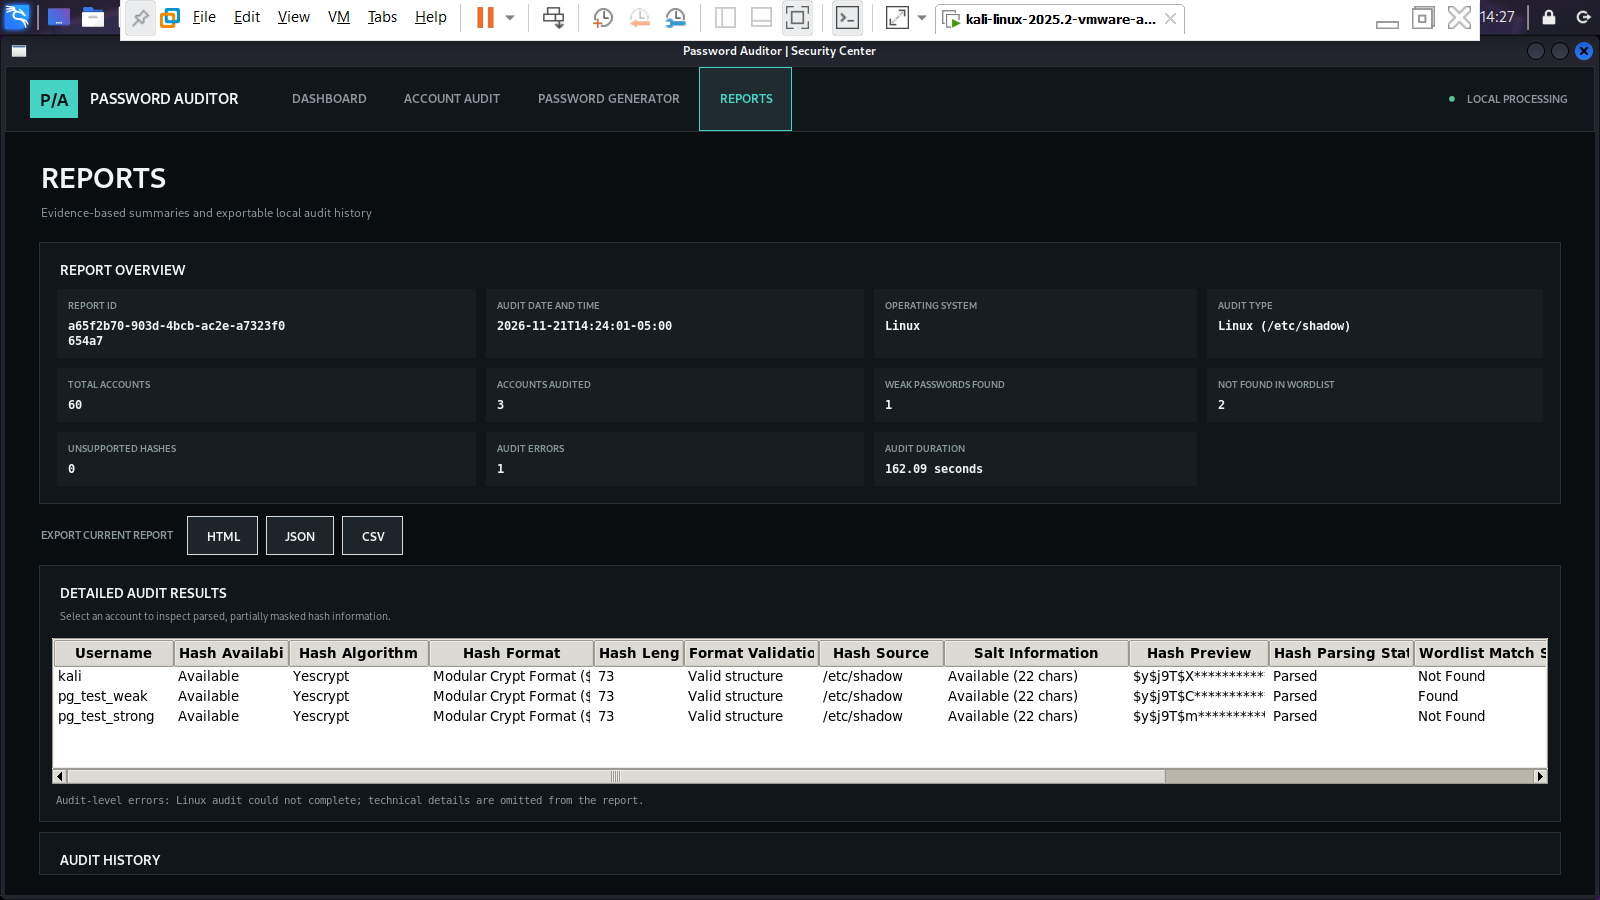 File Edit View VM Tabs Help
kali-linux-2025.2-vmware-a...
14:27
Password Auditor | Security Center
P/A PASSWORD AUDITOR DASHBOARD ACCOUNT AUDIT PASSWORD GENERATOR REPORTS LOCAL PROCESSING
REPORTS
Evidence-based summaries and exportable local audit history
REPORT OVERVIEW
REPORT ID
a65f2b70-903d-4bcb-ac2e-a7323f0
654a7
AUDIT DATE AND TIME
2026-11-21T14:24:01-05:00
OPERATING SYSTEM
Linux
AUDIT TYPE
Linux (/etc/shadow)
TOTAL ACCOUNTS
60
ACCOUNTS AUDITED
3
WEAK PASSWORDS FOUND
1
NOT FOUND IN WORDLIST
2
UNSUPPORTED HASHES
0
AUDIT ERRORS
1
AUDIT DURATION
162.09 seconds
EXPORT CURRENT REPORT HTML JSON CSV
DETAILED AUDIT RESULTS
Select an account to inspect parsed, partially masked hash information.
Username Hash Availabi Hash Algorithm Hash Format Hash Leng Format Validatio Hash Source Salt Information Hash Preview Hash Parsing Stat Wordlist Match S
kali Available Yescrypt Modular Crypt Format ($ 73 Valid structure /etc/shadow Available (22 chars) $y$j9T$X********** Parsed Not Found
pg_test_weak Available Yescrypt Modular Crypt Format ($ 73 Valid structure /etc/shadow Available (22 chars) $y$j9T$C********** Parsed Found
pg_test_strong Available Yescrypt Modular Crypt Format ($ 73 Valid structure /etc/shadow Available (22 chars) $y$j9T$m********** Parsed Not Found
Audit-level errors: Linux audit could not complete; technical details are omitted from the report.
AUDIT HISTORY